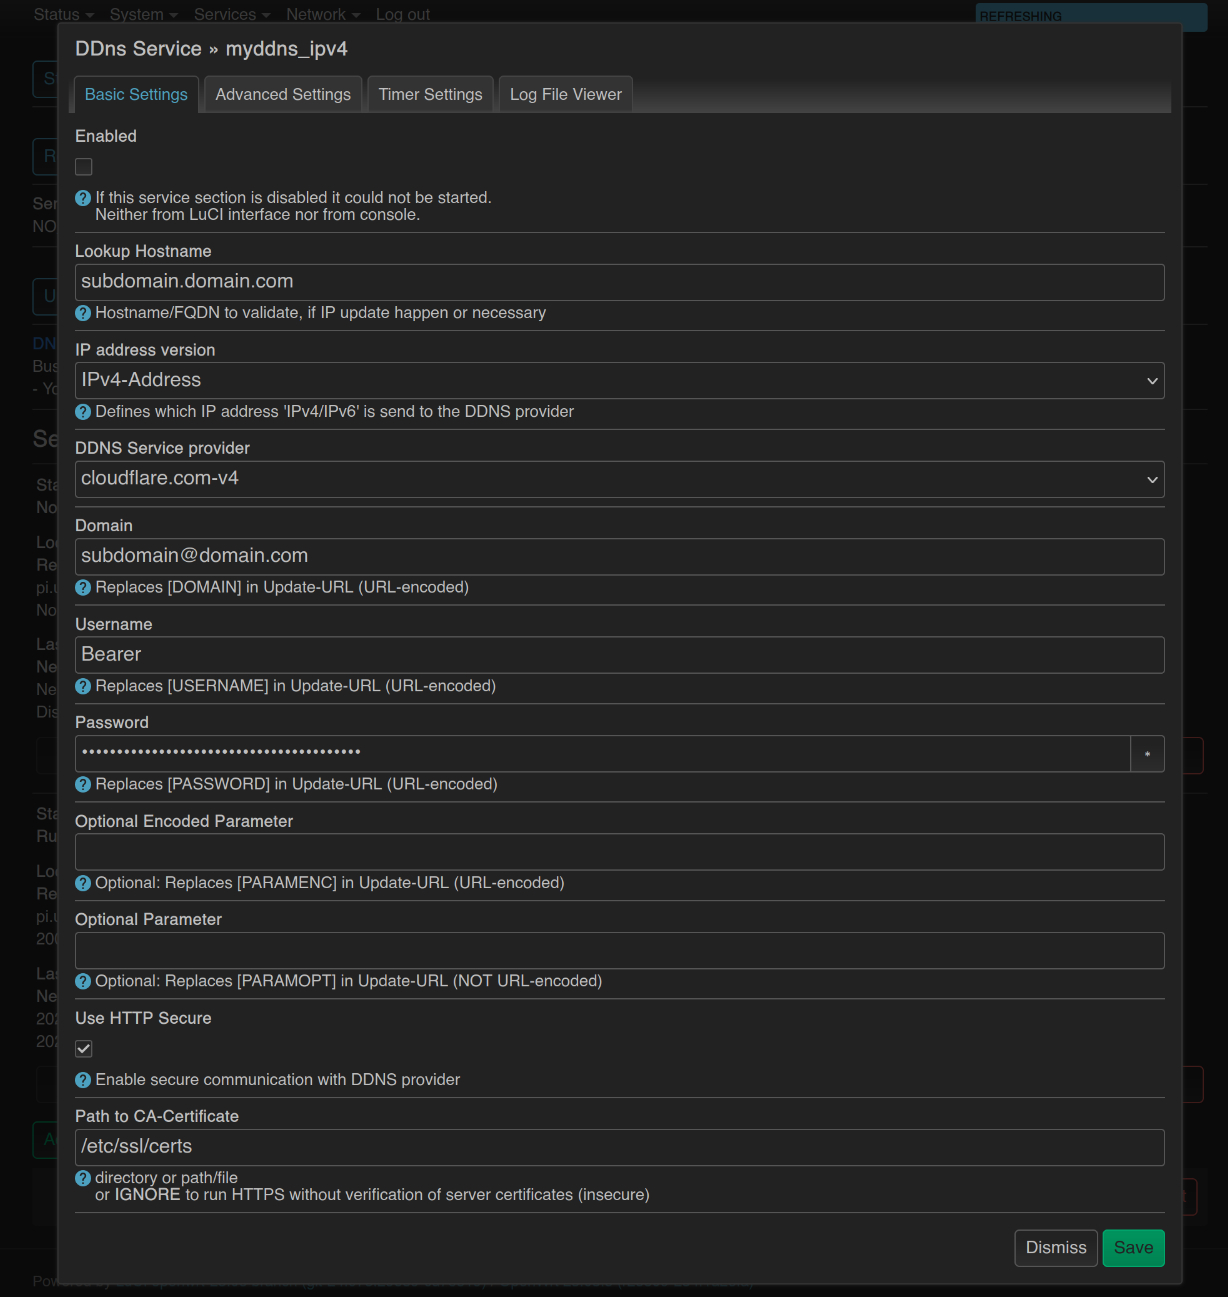 Status System Services Network Log out
REFRESHING
DDns Service » myddns_ipv4
Basic Settings Advanced Settings Timer Settings Log File Viewer
Enabled
If this service section is disabled it could not be started.
Neither from LuCI interface nor from console.
Lookup Hostname
subdomain.domain.com
Hostname/FQDN to validate, if IP update happen or necessary
IP address version
IPv4-Address
Defines which IP address 'IPv4/IPv6' is send to the DDNS provider
DDNS Service provider
cloudflare.com-v4
Domain
subdomain@domain.com
Replaces [DOMAIN] in Update-URL (URL-encoded)
Username
Bearer
Replaces [USERNAME] in Update-URL (URL-encoded)
Password
••••••••••••••••••••••••••••••••••••••••
*
Replaces [PASSWORD] in Update-URL (URL-encoded)
Optional Encoded Parameter
Optional: Replaces [PARAMENC] in Update-URL (URL-encoded)
Optional Parameter
Optional: Replaces [PARAMOPT] in Update-URL (NOT URL-encoded)
Use HTTP Secure
Enable secure communication with DDNS provider
Path to CA-Certificate
/etc/ssl/certs
directory or path/file
or IGNORE to run HTTPS without verification of server certificates (insecure)
Dismiss Save